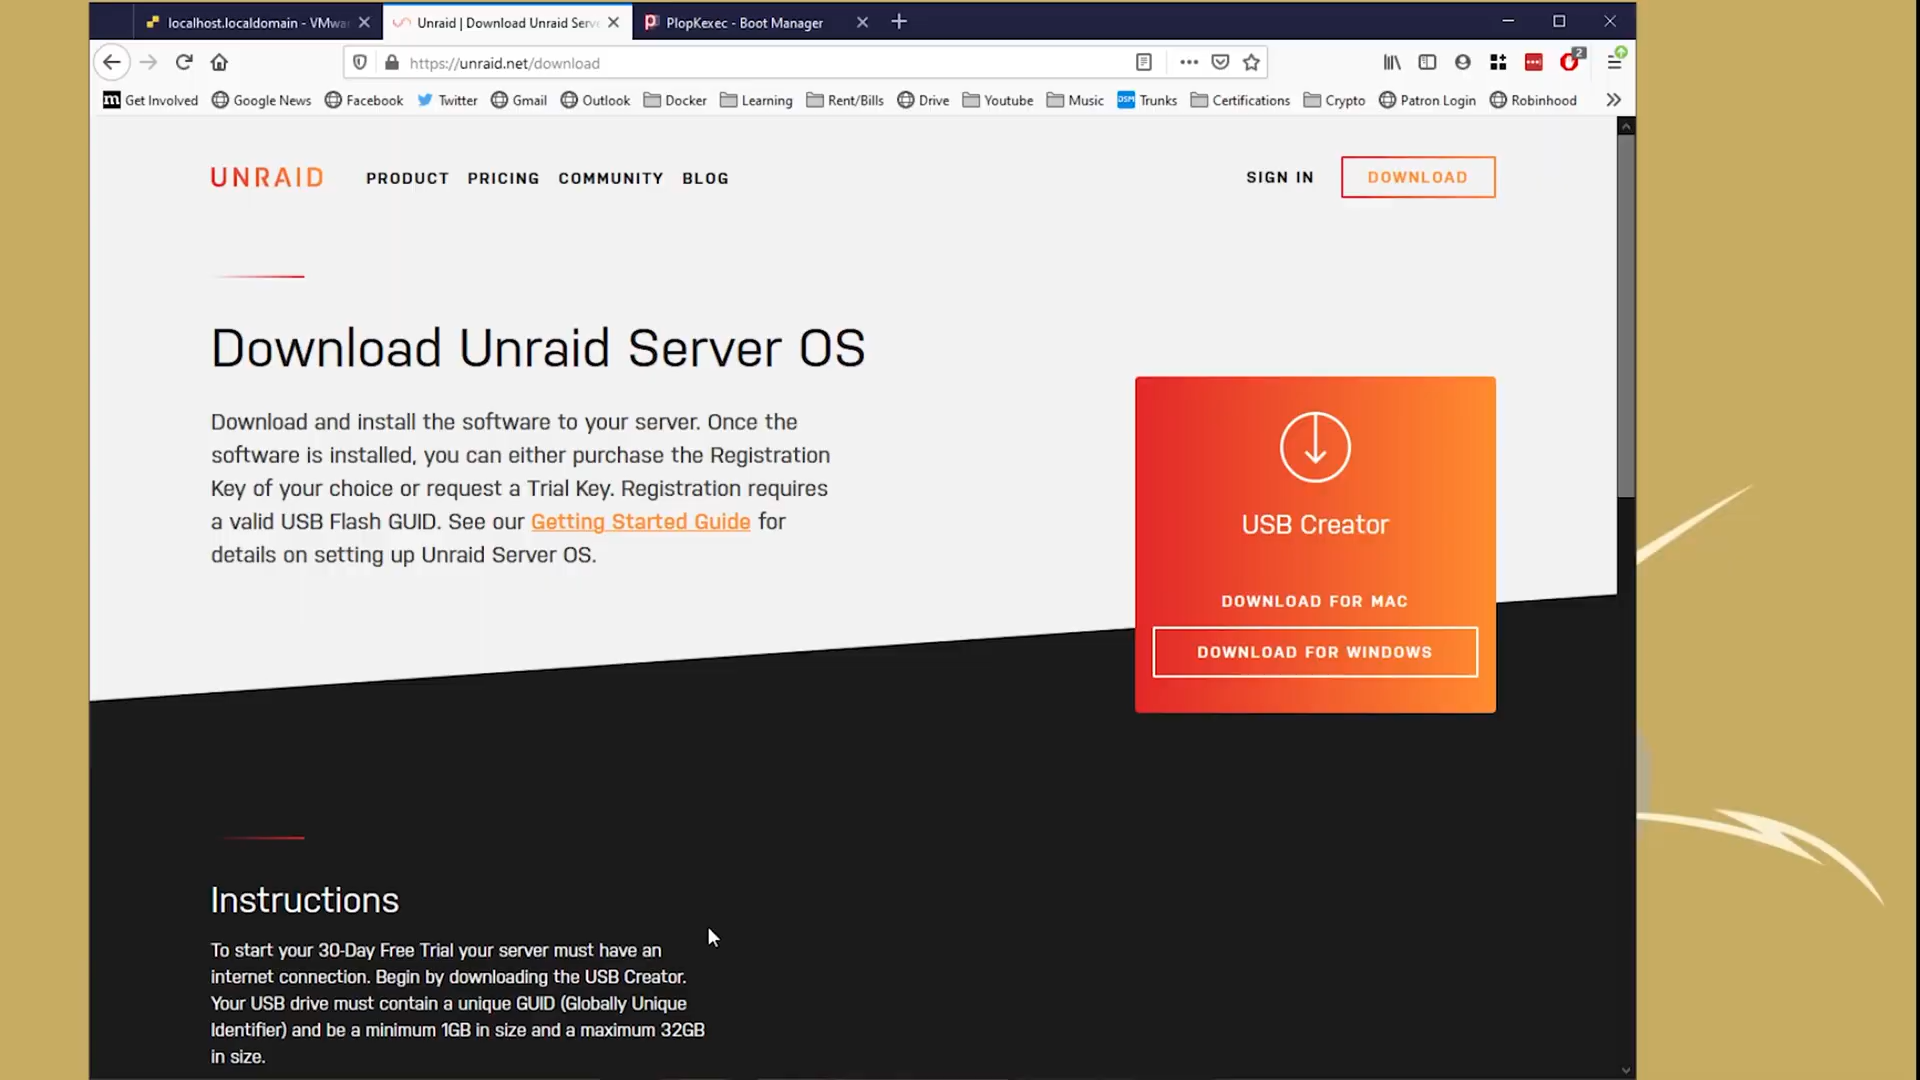 localhost.localdomain - VMwa
Unraid | Download Unraid Serve
PlopKexec - Boot Manager
https://unraid.net/download
2
Get Involved
Google News
Facebook
Twitter
Gmail
Outlook
Docker
Learning
Rent/Bills
Drive
Youtube
Music
DSM
Trunks
Certifications
Crypto
Patron Login
Robinhood
UNRAID
PRODUCT
PRICING
COMMUNITY
BLOG
SIGN IN
DOWNLOAD
Download Unraid Server OS
Download and install the software to your server. Once the
software is installed, you can either purchase the Registration
Key of your choice or request a Trial Key. Registration requires
a valid USB Flash GUID. See our Getting Started Guide for
details on setting up Unraid Server OS.
USB Creator
DOWNLOAD FOR MAC
DOWNLOAD FOR WINDOWS
Instructions
To start your 30-Day Free Trial your server must have an
internet connection. Begin by downloading the USB Creator.
Your USB drive must contain a unique GUID (Globally Unique
Identifier) and be a minimum 1GB in size and a maximum 32GB
in size.